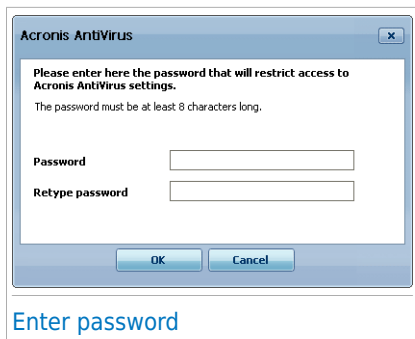 Acronis AntiVirus
Please enter here the password that will restrict access to
Acronis AntiVirus settings.
The password must be at least 8 characters long.
Password
Retype password
OK
Cancel
Enter password